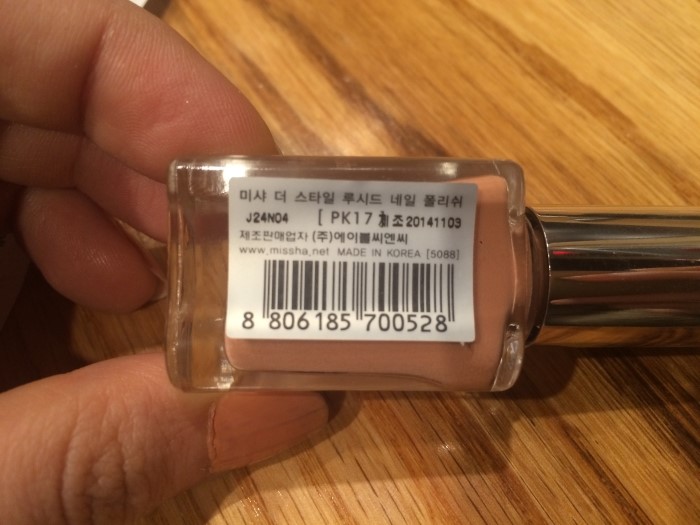 미샤 더 스타일 루시드 네일 폴리쉬
J24N04 [PK17 제조20141103
제조판매업자 (주)에이블씨엔씨
www.missha.net MADE IN KOREA [5088]
8 806185 700528